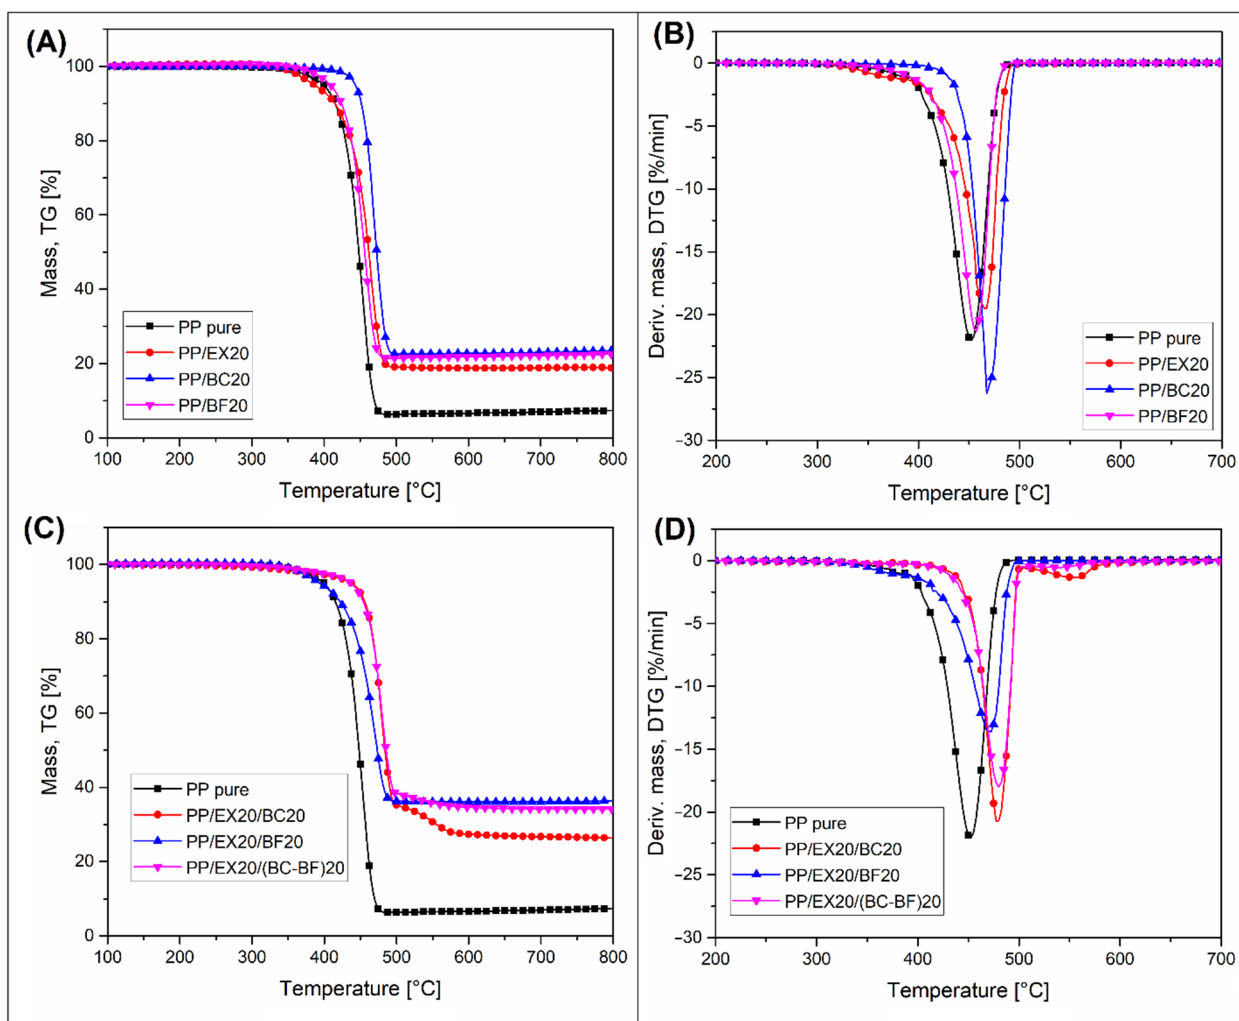 (A)
Mass, TG [%]
100
80
60
40
20
0
PP pure
PP/EX20
PP/BC20
PP/BF20
100 200 300 400 500 600 700 800
Temperature [°C]
(B)
Deriv. mass, DTG [%/min]
0
−5
−10
−15
−20
−25
−30
PP pure
PP/EX20
PP/BC20
PP/BF20
200 300 400 500 600 700
Temperature [°C]
(C)
Mass, TG [%]
100
80
60
40
20
0
PP pure
PP/EX20/BC20
PP/EX20/BF20
PP/EX20/(BC-BF)20
100 200 300 400 500 600 700 800
Temperature [°C]
(D)
Deriv. mass, DTG [%/min]
0
−5
−10
−15
−20
−25
−30
PP pure
PP/EX20/BC20
PP/EX20/BF20
PP/EX20/(BC-BF)20
200 300 400 500 600 700
Temperature [°C]